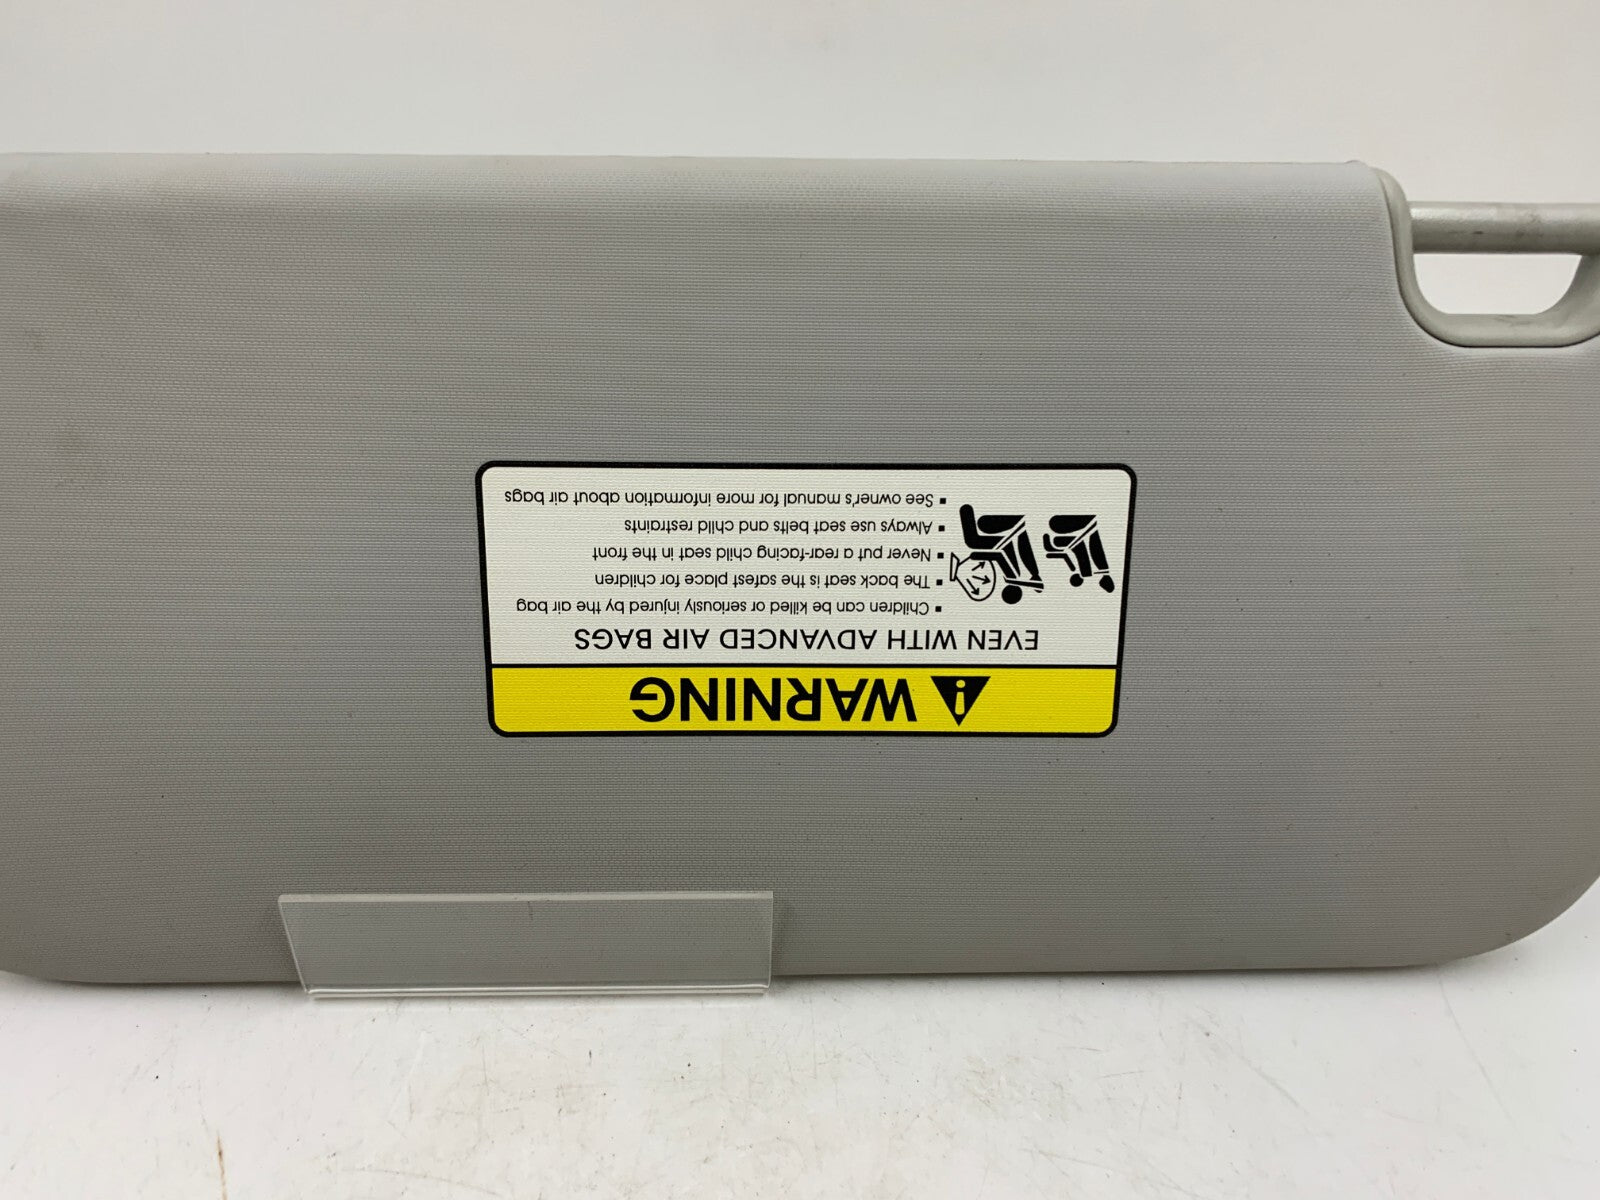 WARNING
EVEN WITH ADVANCED AIR BAGS
▪ Children can be killed or seriously injured by the air bag
▪ The back seat is the safest place for children
▪ Never put a rear-facing child seat in the front
▪ Always use seat belts and child restraints
▪ See owner's manual for more information about air bags